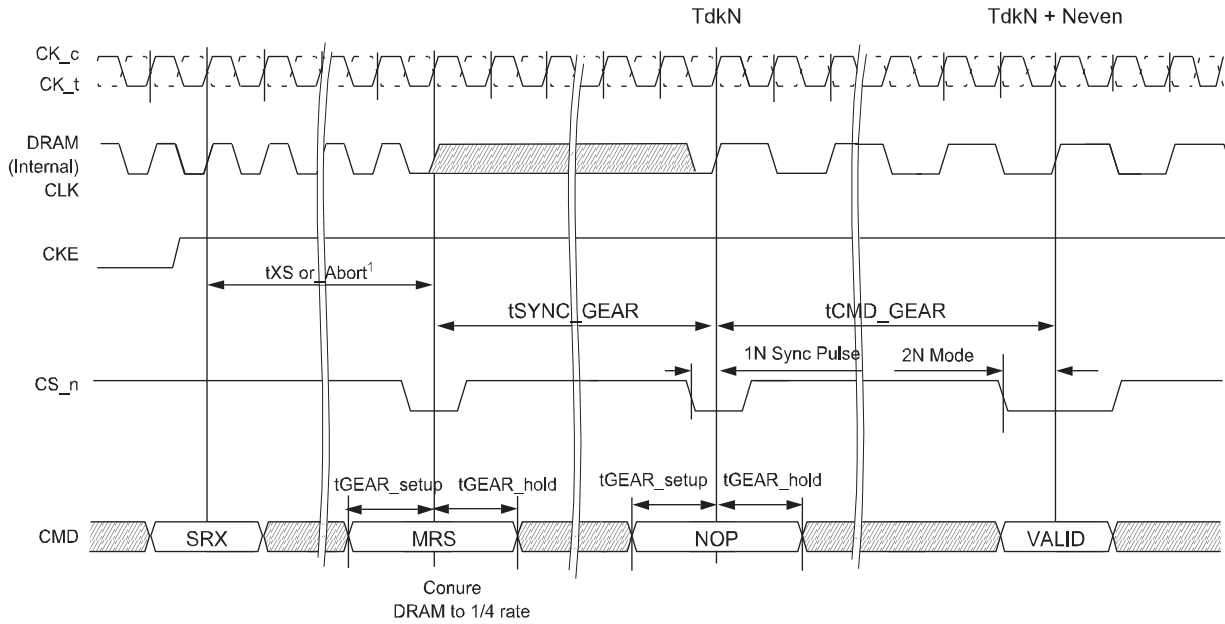 TdkN
TdkN + Neven
CK_c
CK_t
DRAM
(Internal)
CLK
CKE
tXS or_Abort1
tSYNC_GEAR
tCMD_GEAR
1N Sync Pulse
2N Mode
CS_n
tGEAR_setup
tGEAR_hold
tGEAR_setup
tGEAR_hold
CMD
SRX
MRS
NOP
VALID
Conure
DRAM to 1/4 rate